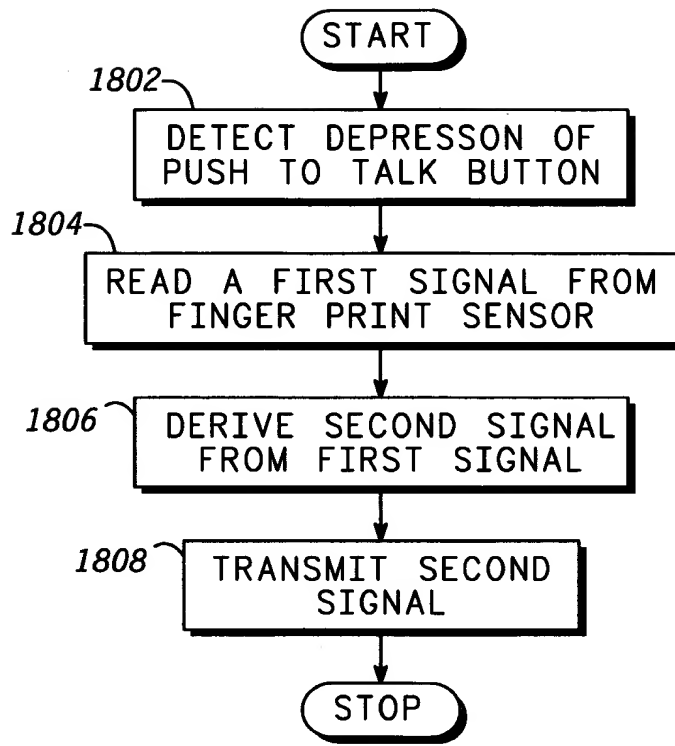 START
1802
DETECT DEPRESSON OF
PUSH TO TALK BUTTON
1804
READ A FIRST SIGNAL FROM
FINGER PRINT SENSOR
1806
DERIVE SECOND SIGNAL
FROM FIRST SIGNAL
1808
TRANSMIT SECOND
SIGNAL
STOP